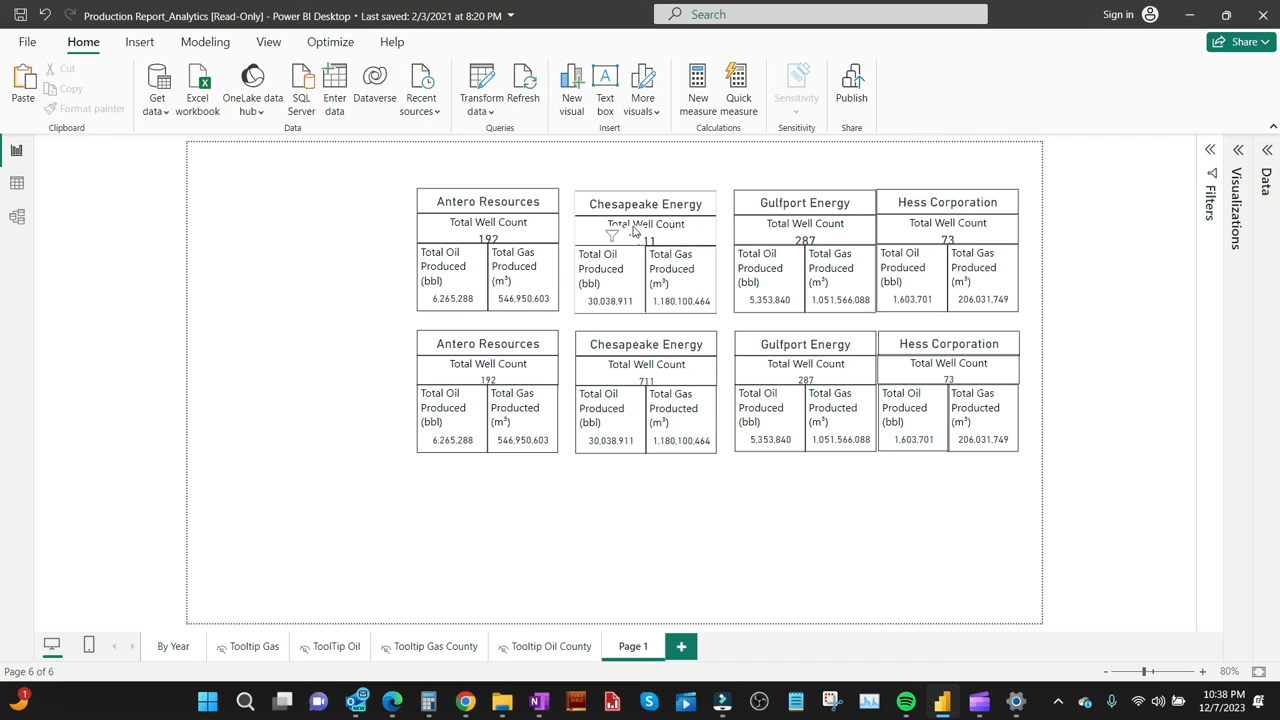 Production Report_Analytics [Read-Only] - Power BI Desktop • Last saved: 2/3/2021 at 8:20 PM
Search
Sign in
File Home Insert Modeling View Optimize Help
Share
Paste
Cut
Copy
Format painter
Clipboard
Get data
Excel workbook
OneLake data hub
SQL Server
Enter data
Dataverse
Recent sources
Data
Transform data
Refresh
Queries
New visual
Text box
More visuals
Insert
New measure
Quick measure
Calculations
Sensitivity
Sensitivity
Publish
Share
Filters
Visualizations
Data
Antero Resources
Total Well Count
192
Total Oil
Produced
(bbl)
6,265,288
Total Gas
Produced
(m³)
546,950,603
Chesapeake Energy
Total Well Count
11
Total Oil
Produced
(bbl)
30,038,911
Total Gas
Produced
(m³)
1,180,100,464
Gulfport Energy
Total Well Count
287
Total Oil
Produced
(bbl)
5,353,840
Total Gas
Produced
(m³)
1,051,566,088
Hess Corporation
Total Well Count
73
Total Oil
Produced
(bbl)
1,603,701
Total Gas
Produced
(m³)
206,031,749
Antero Resources
Total Well Count
192
Total Oil
Produced
(bbl)
6,265,288
Total Gas
Producted
(m³)
546,950,603
Chesapeake Energy
Total Well Count
711
Total Oil
Produced
(bbl)
30,038,911
Total Gas
Producted
(m³)
1,180,100,464
Gulfport Energy
Total Well Count
287
Total Oil
Produced
(bbl)
5,353,840
Total Gas
Producted
(m³)
1,051,566,088
Hess Corporation
Total Well Count
73
Total Oil
Produced
(bbl)
1,603,701
Total Gas
Producted
(m³)
206,031,749
By Year
Tooltip Gas
ToolTip Oil
Tooltip Gas County
Tooltip Oil County
Page 1
Page 6 of 6
- + 80%
1
10:38 PM
12/7/2023